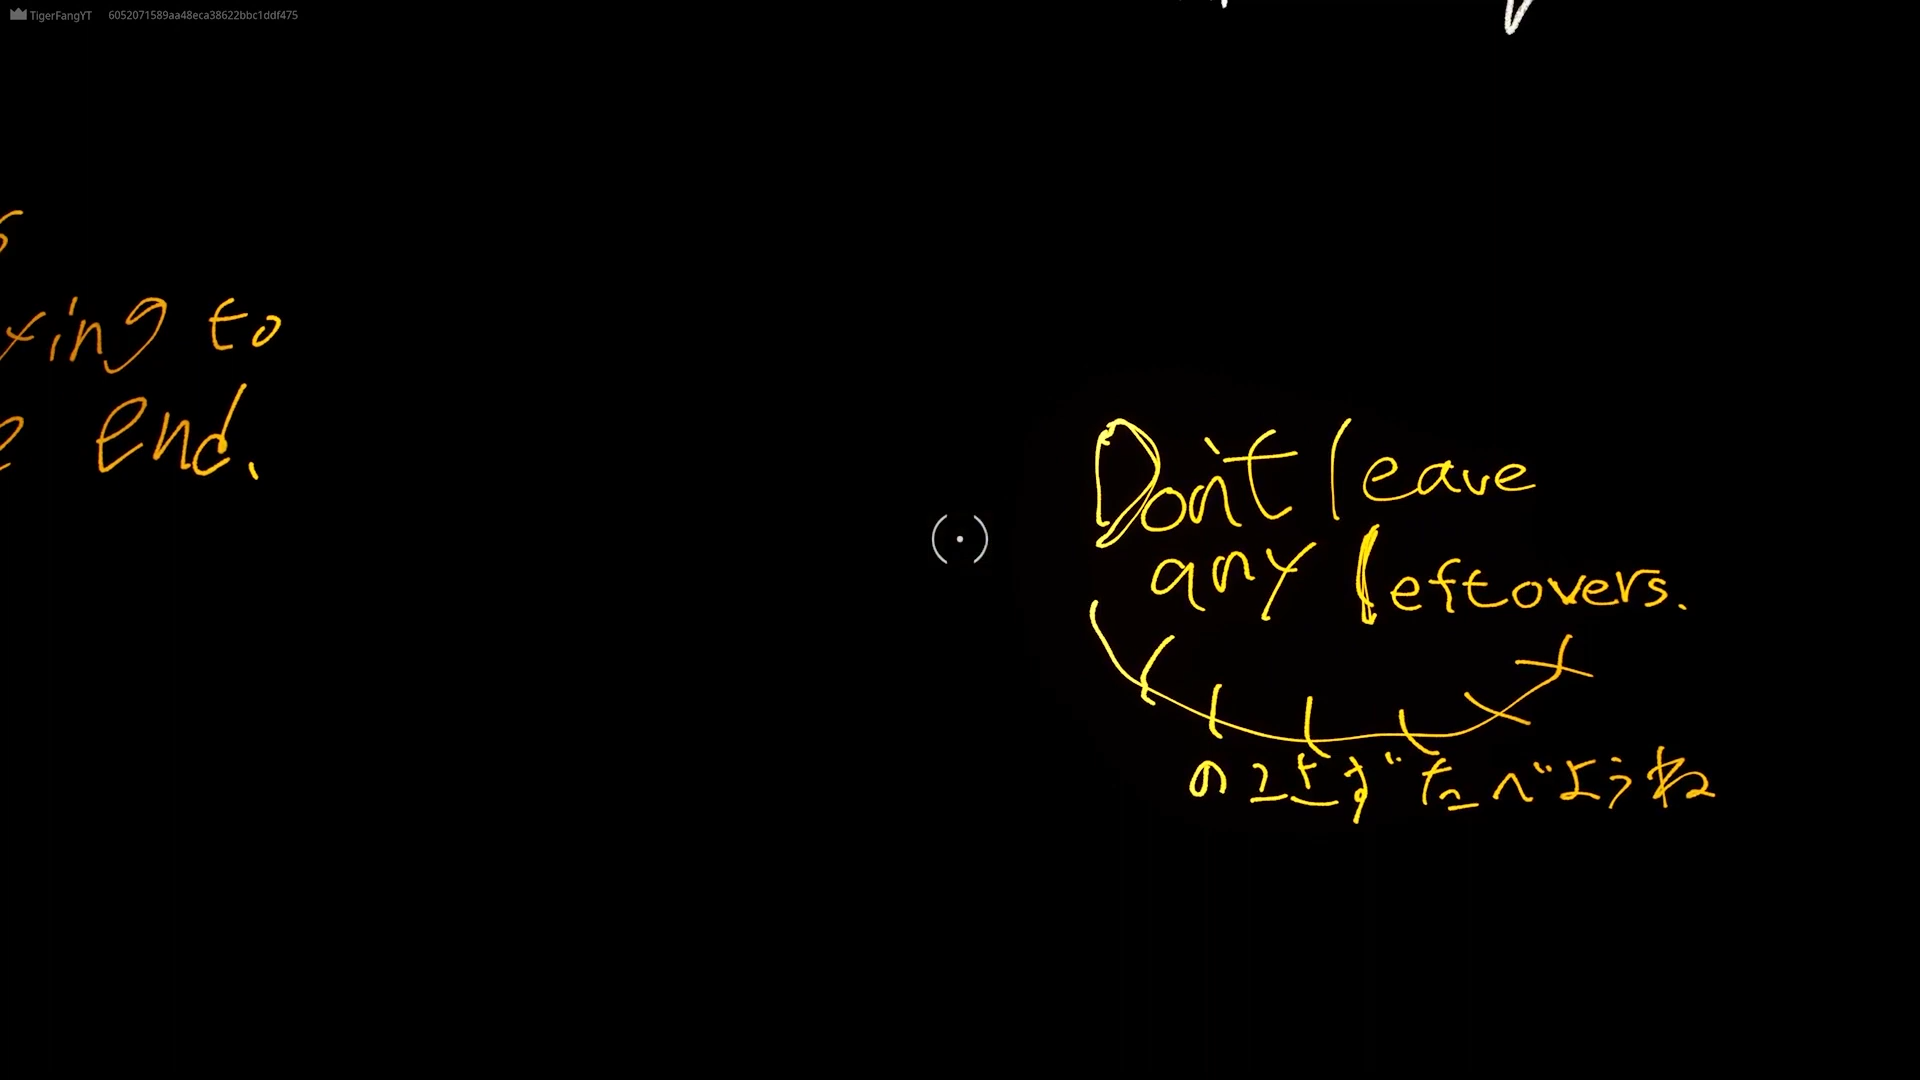 TigerFangYT 6052071589aa48eca38622bbc1ddf475
to
end.
Don't leave
any leftovers.
のこさずたべようね